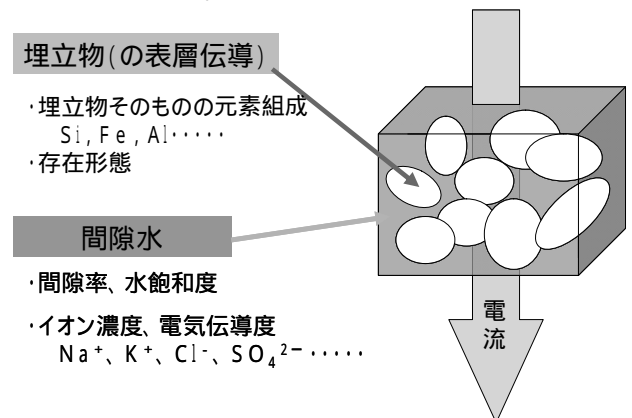 埋立物(の表層伝導)
・埋立物そのものの元素組成
Si, Fe, Al・・・・・
・存在形態
間隙水
・間隙率、水飽和度
・イオン濃度、電気伝導度
Na⁺、K⁺、Cl⁻、SO₄²⁻・・・・・
電流